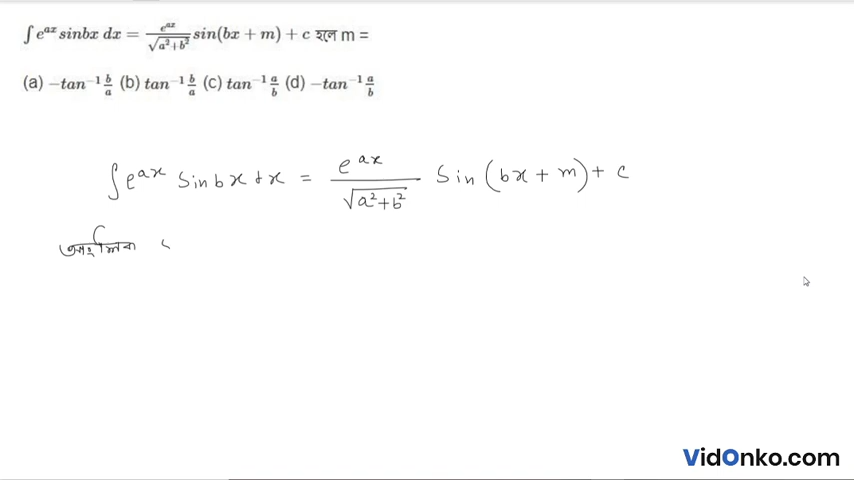 ∫ e^{ax} sinbx dx = e^{ax}/√(a²+b²) sin(bx + m) + c হলে m =
(a) −tan⁻¹ b/a (b) tan⁻¹ b/a (c) tan⁻¹ a/b (d) −tan⁻¹ a/b
∫ e^{ax} sin bx dx = e^{ax}/√(a²+b²) sin (bx + m) + c
VidOnko.com